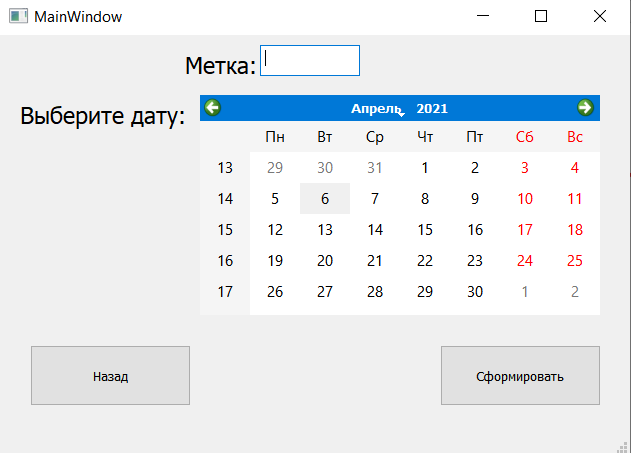 MainWindow
Метка:
Выберите дату:
Апрель 2021
Пн Вт Ср Чт Пт Сб Вс
13 29 30 31 1 2 3 4
14 5 6 7 8 9 10 11
15 12 13 14 15 16 17 18
16 19 20 21 22 23 24 25
17 26 27 28 29 30 1 2
Назад Сформировать